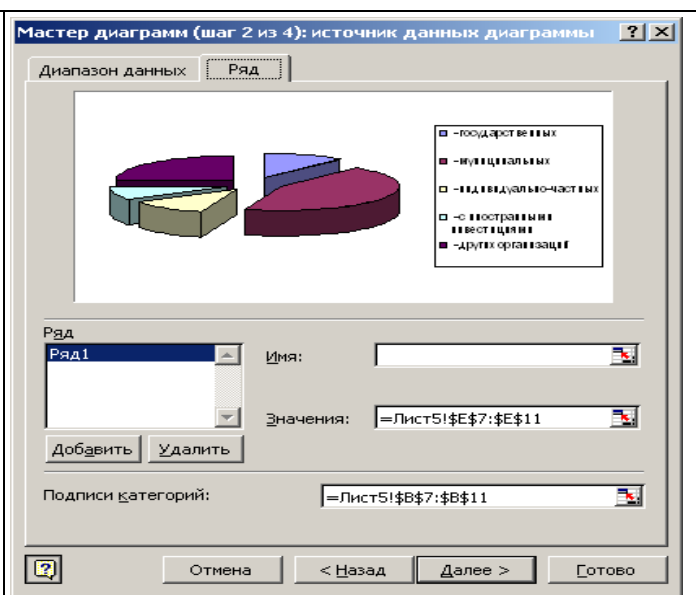 Мастер диаграмм (шаг 2 из 4): источник данных диаграммы
Диапазон данных
Ряд
-государственных
-муниципальных
-индивидуально-частных
-с иностранными
инвестициями
-других организаций
Ряд
Ряд1
Имя:
Значения:
=Лист5!$E$7:$E$11
Добавить
Удалить
Подписи категорий:
=Лист5!$B$7:$B$11
Отмена
< Назад
Далее >
Готово